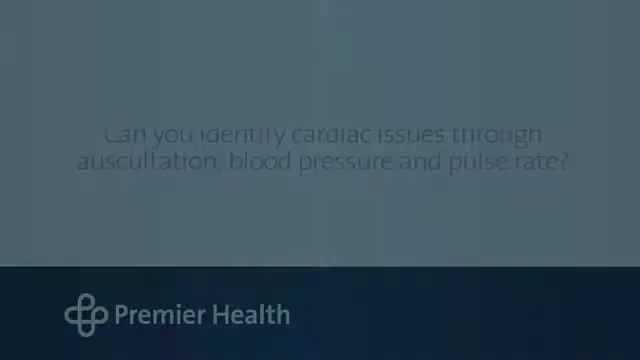 Can you identify cardiac issues through
auscultation, blood pressure and pulse rate?
Premier Health